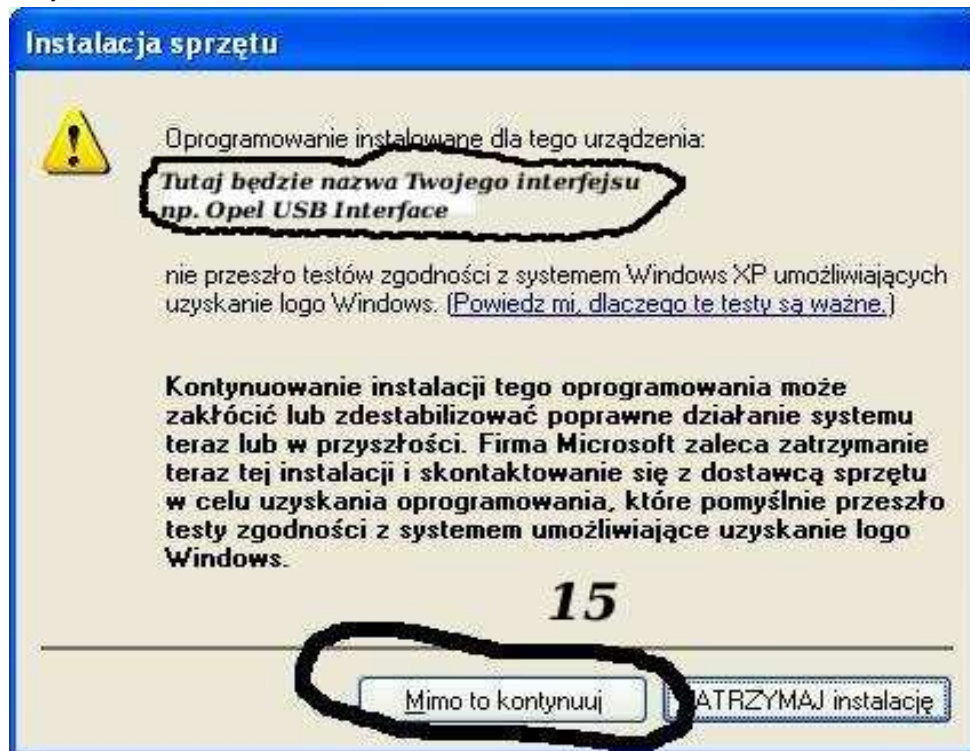 Instalacja sprzętu
Oprogramowanie instalowane dla tego urządzenia:
Tutaj będzie nazwa Twojego interfejsu
np. Opel USB Interface
nie przeszło testów zgodności z systemem Windows XP umożliwiających
uzyskanie logo Windows. (Powiedz mi, dlaczego te testy są ważne.)
Kontynuowanie instalacji tego oprogramowania może
zakłócić lub zdestabilizować poprawne działanie systemu
teraz lub w przyszłości. Firma Microsoft zaleca zatrzymanie
teraz tej instalacji i skontaktowanie się z dostawcą sprzętu
w celu uzyskania oprogramowania, które pomyślnie przeszło
testy zgodności z systemem umożliwiające uzyskanie logo
Windows.
15
Mimo to kontynuuj ZATRZYMAJ instalację